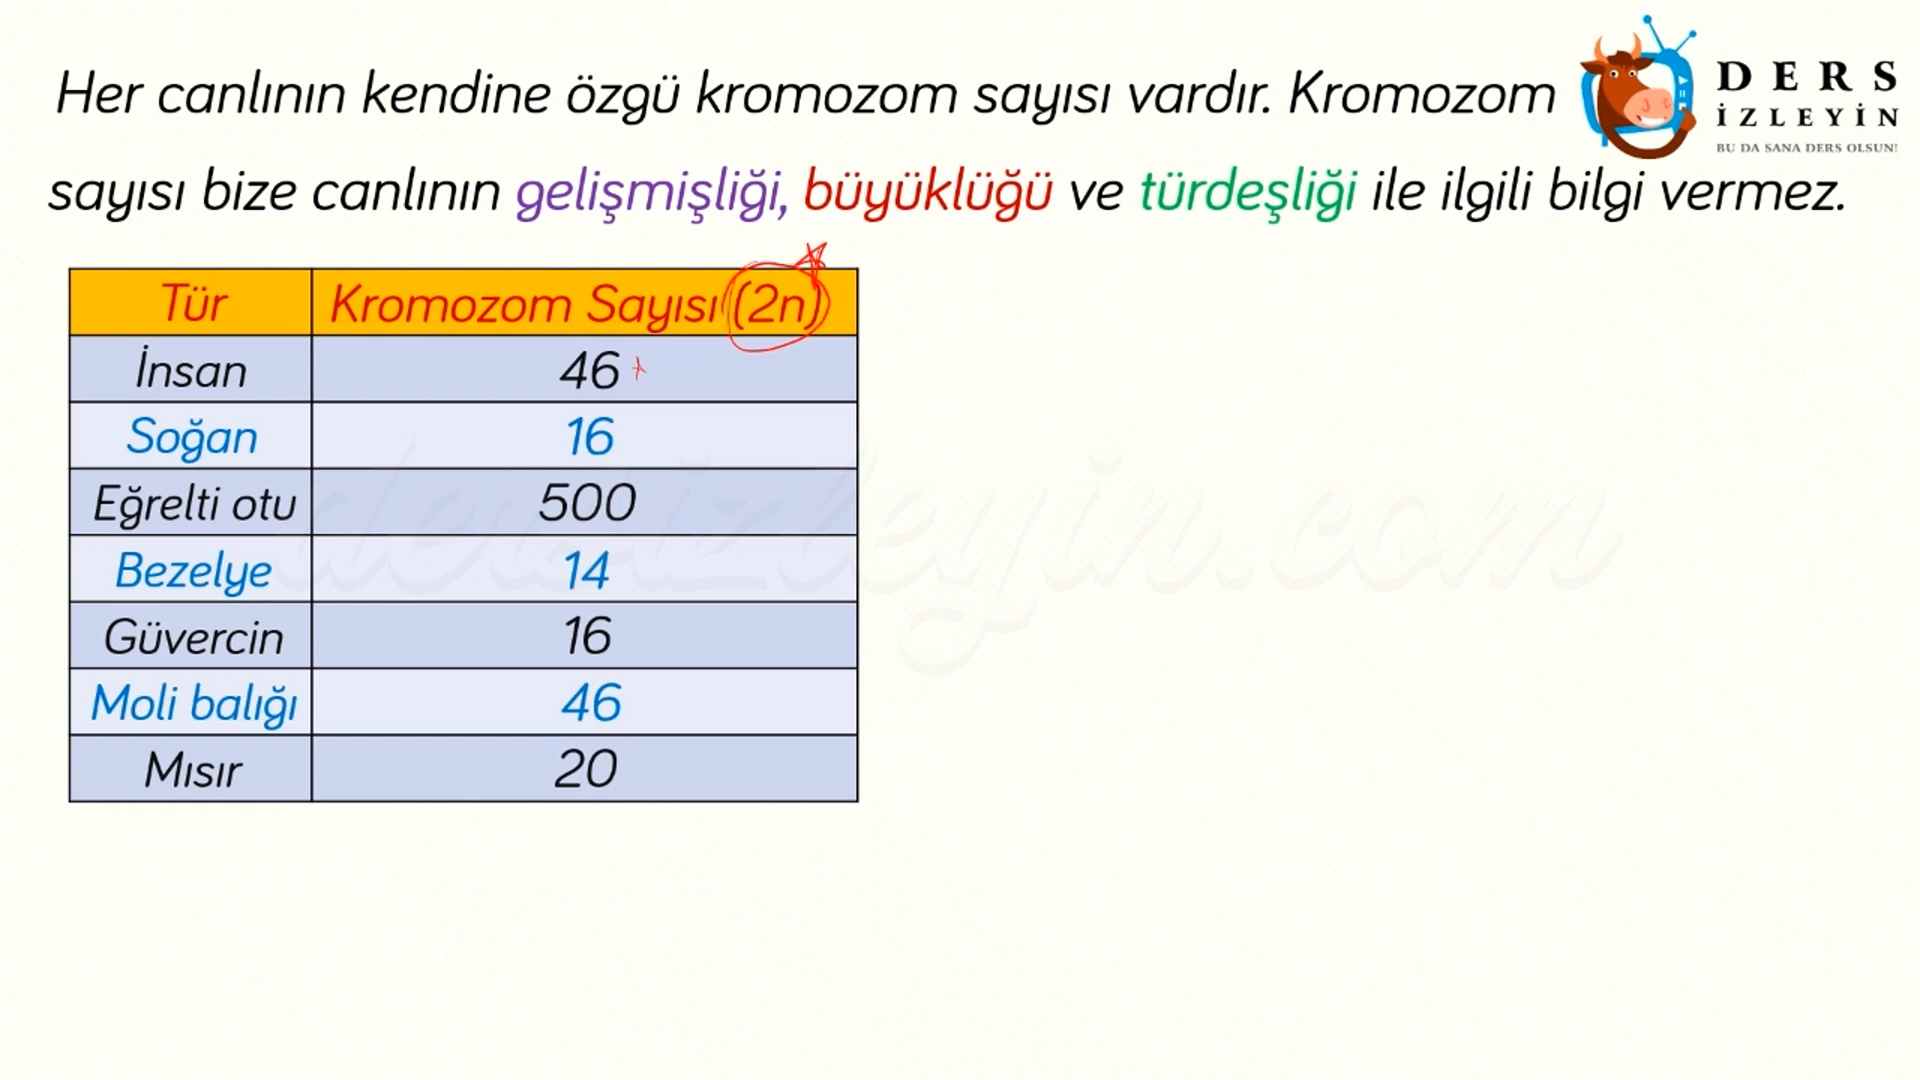 Her canlının kendine özgü kromozom sayısı vardır. Kromozom
sayısı bize canlının gelişmişliği, büyüklüğü ve türdeşliği ile ilgili bilgi vermez.
DERS
İZLEYİN
BU DA SANA DERS OLSUN!
Tür Kromozom Sayısı (2n)
İnsan 46
Soğan 16
Eğrelti otu 500
Bezelye 14
Güvercin 16
Moli balığı 46
Mısır 20
dersizleyin.com